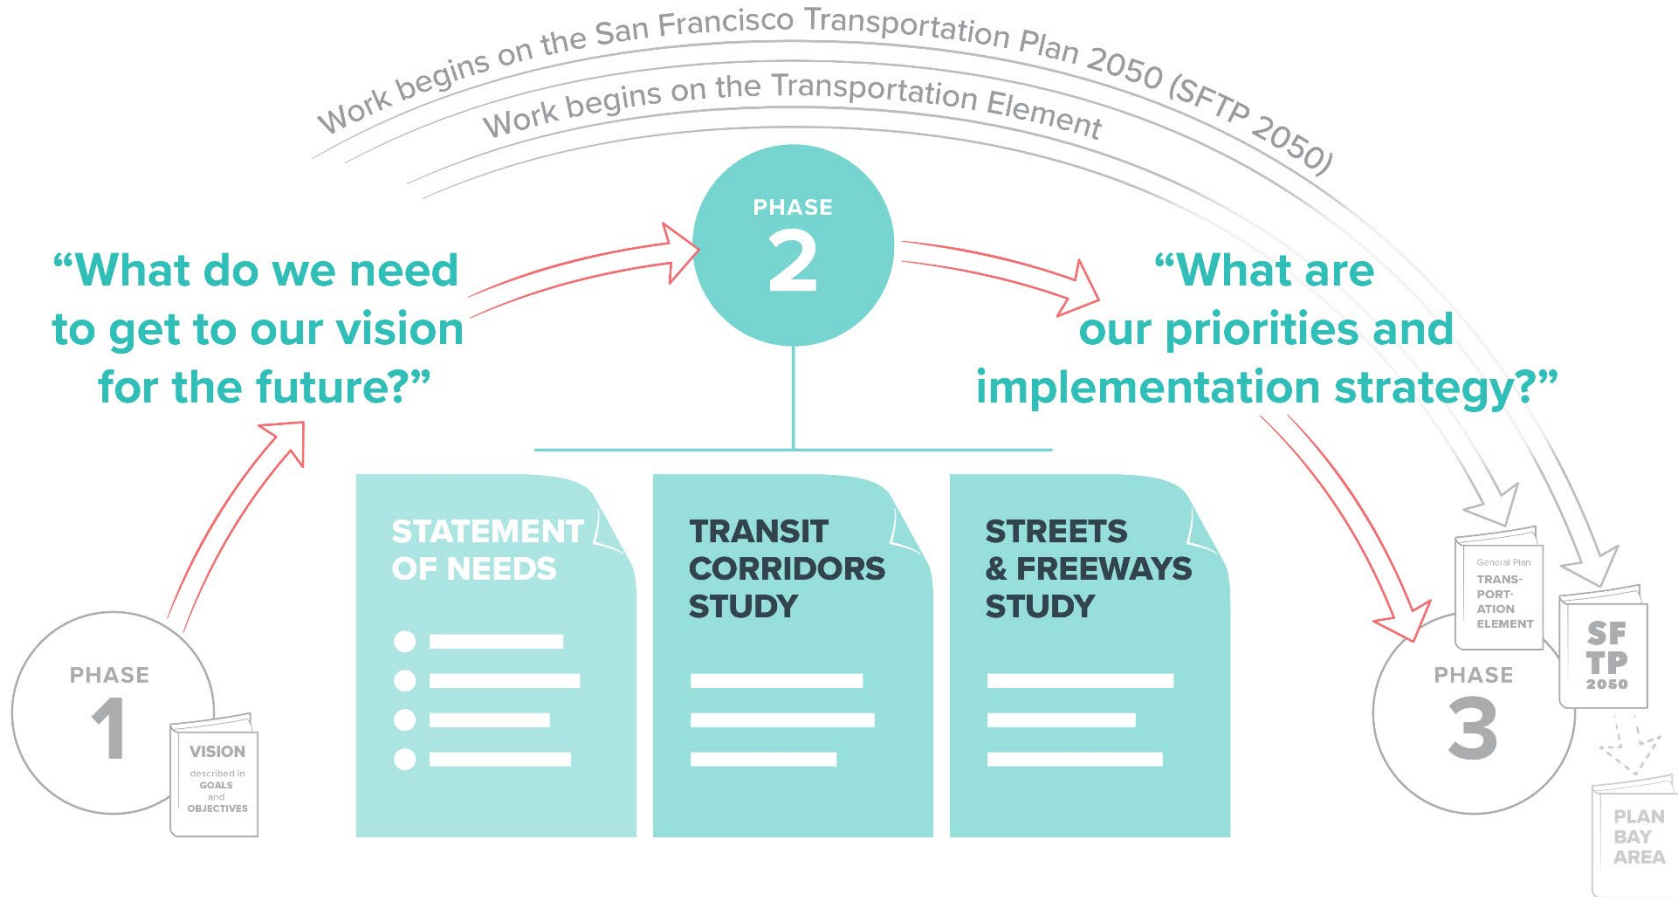 Work begins on the San Francisco Transportation Plan 2050 (SFTP 2050)
Work begins on the Transportation Element
PHASE
2
“What do we need
to get to our vision
for the future?”
“What are
our priorities and
implementation strategy?”
STATEMENT
OF NEEDS
TRANSIT
CORRIDORS
STUDY
STREETS
& FREEWAYS
STUDY
PHASE
1
VISION
described in
GOALS
and
OBJECTIVES
General Plan
TRANS-
PORT-
ATION
ELEMENT
SF
TP
2050
PHASE
3
PLAN
BAY
AREA